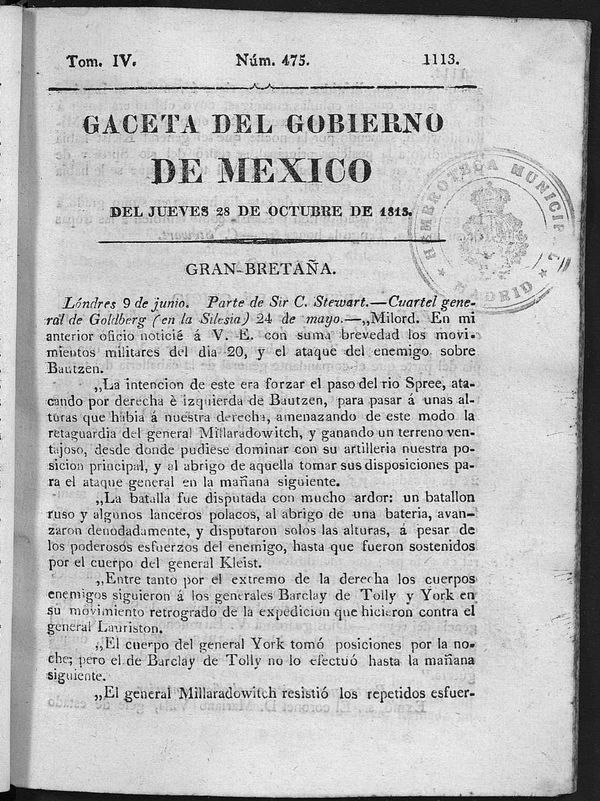 Tom. IV. Núm. 475. 1113.
GACETA DEL GOBIERNO
DE MEXICO
DEL JUEVES 28 DE OCTUBRE DE 1813.
HEMEROTECA MUNICIPAL
MADRID
GRAN-BRETAÑA.
Lóndres 9 de junio. Parte de Sir C. Stewart.—Cuartel gene-
ral de Goldberg (en la Silesia) 24 de mayo.—,,Milord. En mi
anterior oficio noticié á V. E. con suma brevedad los movi-
mientos militares del dia 20, y el ataque del enemigo sobre
Bautzen.
,,La intencion de este era forzar el paso del rio Spree, ata-
cando por derecha è izquierda de Bautzen, para pasar á unas al-
turas que habia á nuestra derecha, amenazando de este modo la
retaguardia del general Millaradowitch, y ganando un terreno ven-
tajoso, desde donde pudiese dominar con su artilleria nuestra po-
sicion principal, y al abrigo de aquella tomar sus disposiciones pa-
ra el ataque general en la mañana siguiente.
,,La batalla fue disputada con mucho ardor: un batallon
ruso y algunos lanceros polacos, al abrigo de una bateria, avan-
zaron denodadamente, y disputaron solos las alturas, á pesar de
los poderosos esfuerzos del enemigo, hasta que fueron sostenidos
por el cuerpo del general Kleist.
,,Entre tanto por el extremo de la derecha los cuerpos
enemigos siguieron á los generales Barclay de Tolly y York en
su movimiento retrogrado de la expedicion que hicieron contra el
general Lauriston.
,,El cuerpo del general York tomó posiciones por la no-
che; pero el de Barclay de Tolly no lo efectuó hasta la mañana
siguiente.
,,El general Millaradowitch resistió los repetidos esfuer-